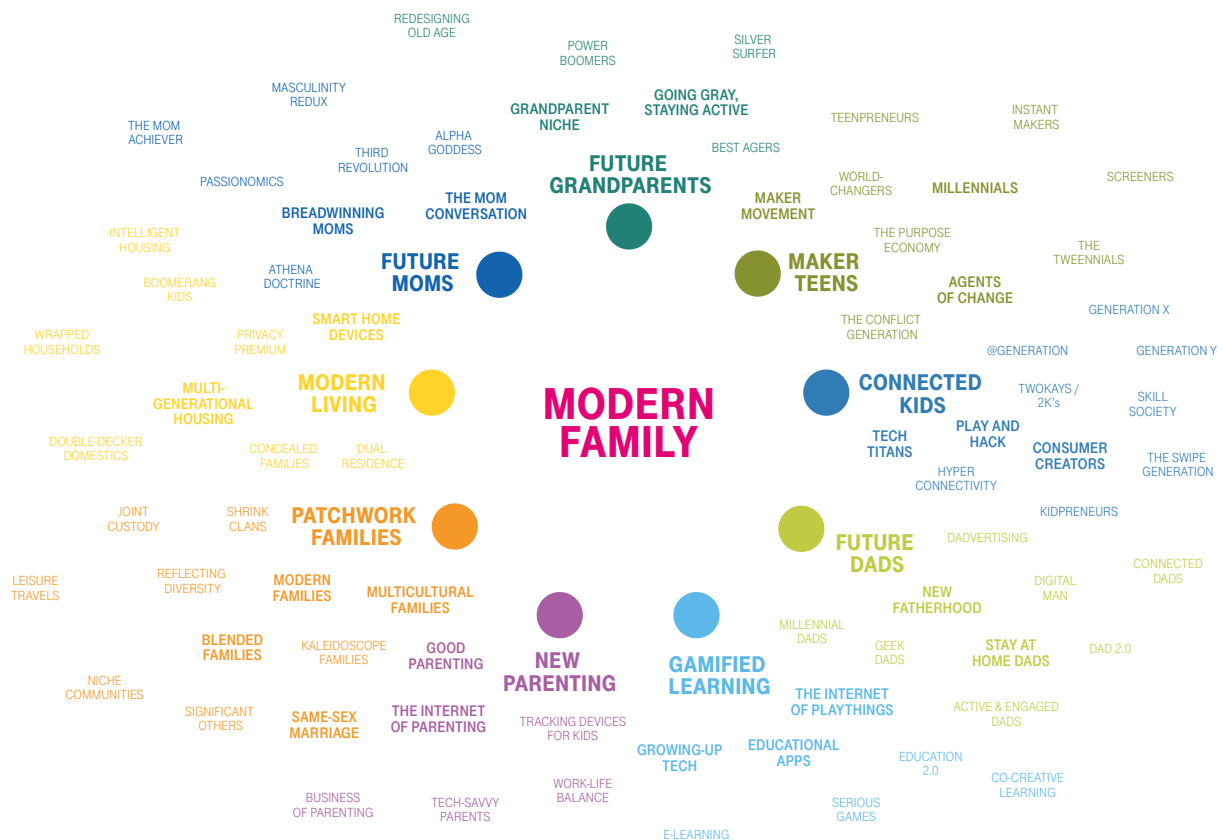 REDESIGNING
OLD AGE
POWER
BOOMERS
SILVER
SURFER
GRANDPARENT
NICHE
GOING GRAY,
STAYING ACTIVE
BEST AGERS
FUTURE
GRANDPARENTS
MASCULINITY
REDUX
THE MOM
ACHIEVER
ALPHA
GODDESS
THIRD
REVOLUTION
PASSIONOMICS
BREADWINNING
MOMS
THE MOM
CONVERSATION
FUTURE
MOMS
ATHENA
DOCTRINE
TEENPRENEURS
INSTANT
MAKERS
WORLD-
CHANGERS
MILLENNIALS
SCREENERS
MAKER
MOVEMENT
THE PURPOSE
ECONOMY
THE
TWEENNIALS
MAKER
TEENS
AGENTS
OF CHANGE
THE CONFLICT
GENERATION
INTELLIGENT
HOUSING
BOOMERANG
KIDS
SMART HOME
DEVICES
WRAPPED
HOUSEHOLDS
PRIVACY
PREMIUM
MODERN
LIVING
MULTI-
GENERATIONAL
HOUSING
DOUBLE-DECKER
DOMESTICS
CONCEALED
FAMILIES
DUAL
RESIDENCE
MODERN
FAMILY
GENERATION X
@GENERATION
GENERATION Y
CONNECTED
KIDS
TWOKAYS /
2K's
SKILL
SOCIETY
TECH
TITANS
PLAY AND
HACK
CONSUMER
CREATORS
THE SWIPE
GENERATION
HYPER
CONNECTIVITY
KIDPRENEURS
JOINT
CUSTODY
SHRINK
CLANS
PATCHWORK
FAMILIES
LEISURE
TRAVELS
REFLECTING
DIVERSITY
MODERN
FAMILIES
MULTICULTURAL
FAMILIES
BLENDED
FAMILIES
KALEIDOSCOPE
FAMILIES
NICHE
COMMUNITIES
SIGNIFICANT
OTHERS
SAME-SEX
MARRIAGE
FUTURE
DADS
DADVERTISING
CONNECTED
DADS
DIGITAL
MAN
NEW
FATHERHOOD
MILLENNIAL
DADS
GEEK
DADS
STAY AT
HOME DADS
DAD 2.0
ACTIVE & ENGAGED
DADS
GOOD
PARENTING
NEW
PARENTING
THE INTERNET
OF PARENTING
TRACKING DEVICES
FOR KIDS
WORK-LIFE
BALANCE
BUSINESS
OF PARENTING
TECH-SAVVY
PARENTS
GAMIFIED
LEARNING
THE INTERNET
OF PLAYTHINGS
GROWING-UP
TECH
EDUCATIONAL
APPS
EDUCATION
2.0
CO-CREATIVE
LEARNING
SERIOUS
GAMES
E-LEARNING